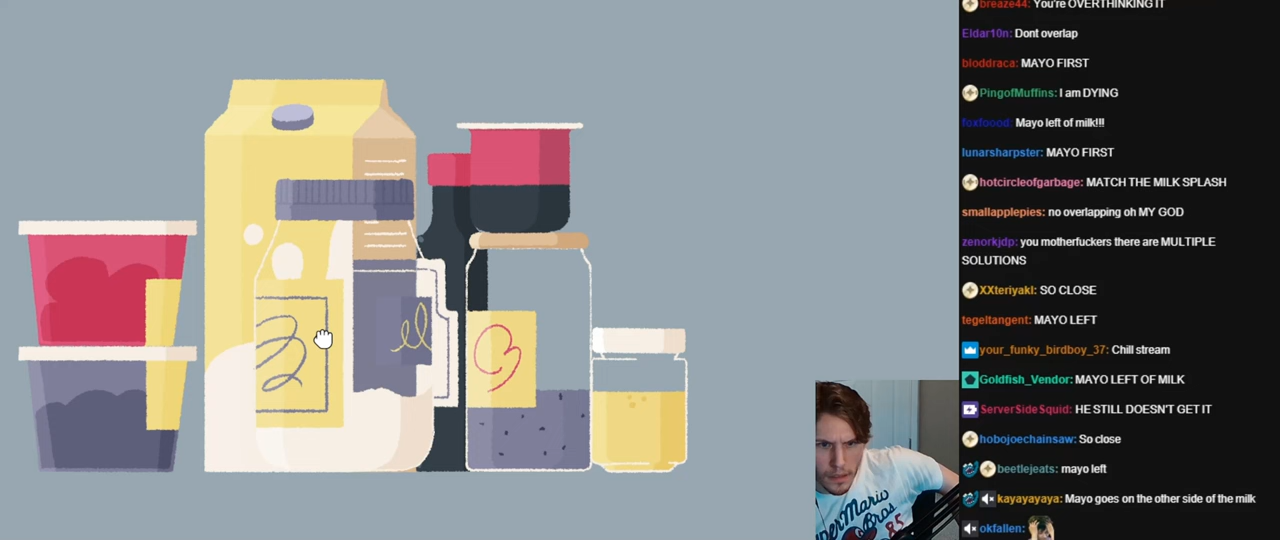 breaze44: You're OVERTHINKING IT
Eldar10n: Dont overlap
bloddraca: MAYO FIRST
PingofMuffins: I am DYING
foxfoood: Mayo left of milk!!!
lunarsharpster: MAYO FIRST
hotcircleofgarbage: MATCH THE MILK SPLASH
smallapplepies: no overlapping oh MY GOD
zenorkjdp: you motherfuckers there are MULTIPLE
SOLUTIONS
XXteriyakI: SO CLOSE
tegeltangent: MAYO LEFT
your_funky_birdboy_37: Chill stream
Goldfish_Vendor: MAYO LEFT OF MILK
ServerSideSquid: HE STILL DOESN'T GET IT
hobojoechainsaw: So close
beetlejeats: mayo left
kayayayaya: Mayo goes on the other side of the milk
okfallen:
Mario
Bros
85